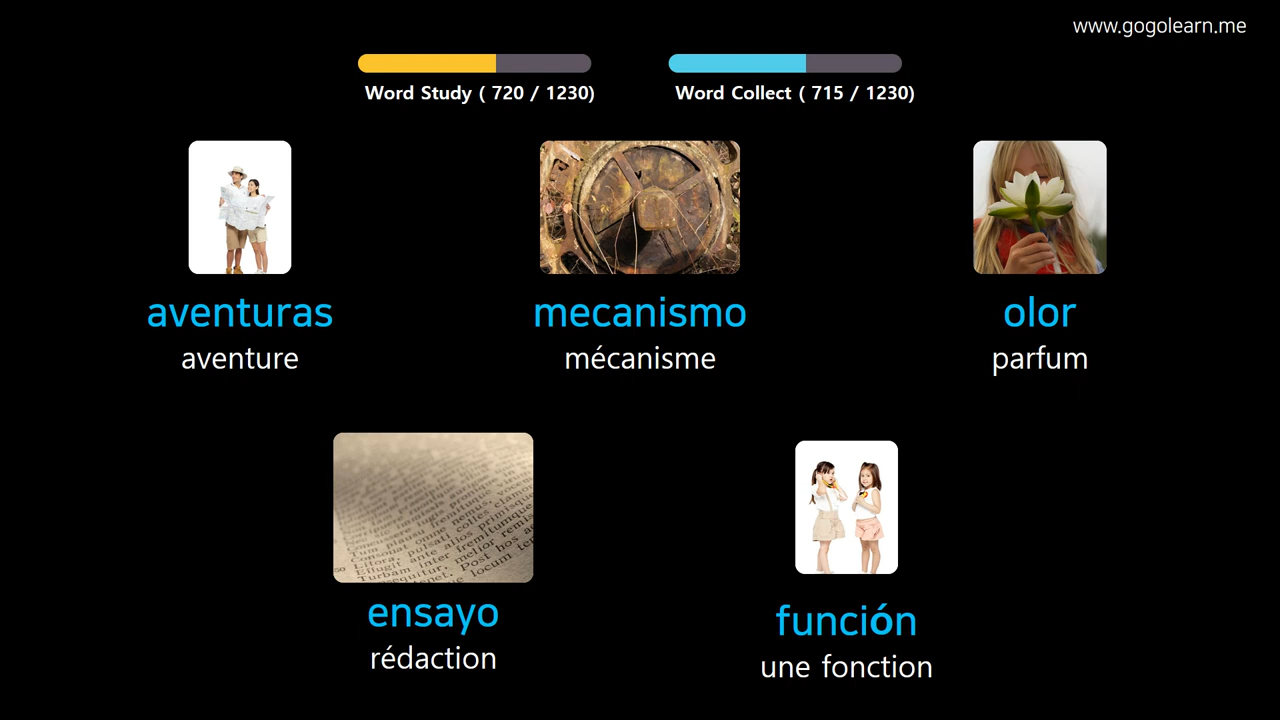 www.gogolearn.me
Word Study ( 720 / 1230)
Word Collect ( 715 / 1230)
aventuras
mecanismo
olor
aventure
mécanisme
parfum
ensayo
función
rédaction
une fonction